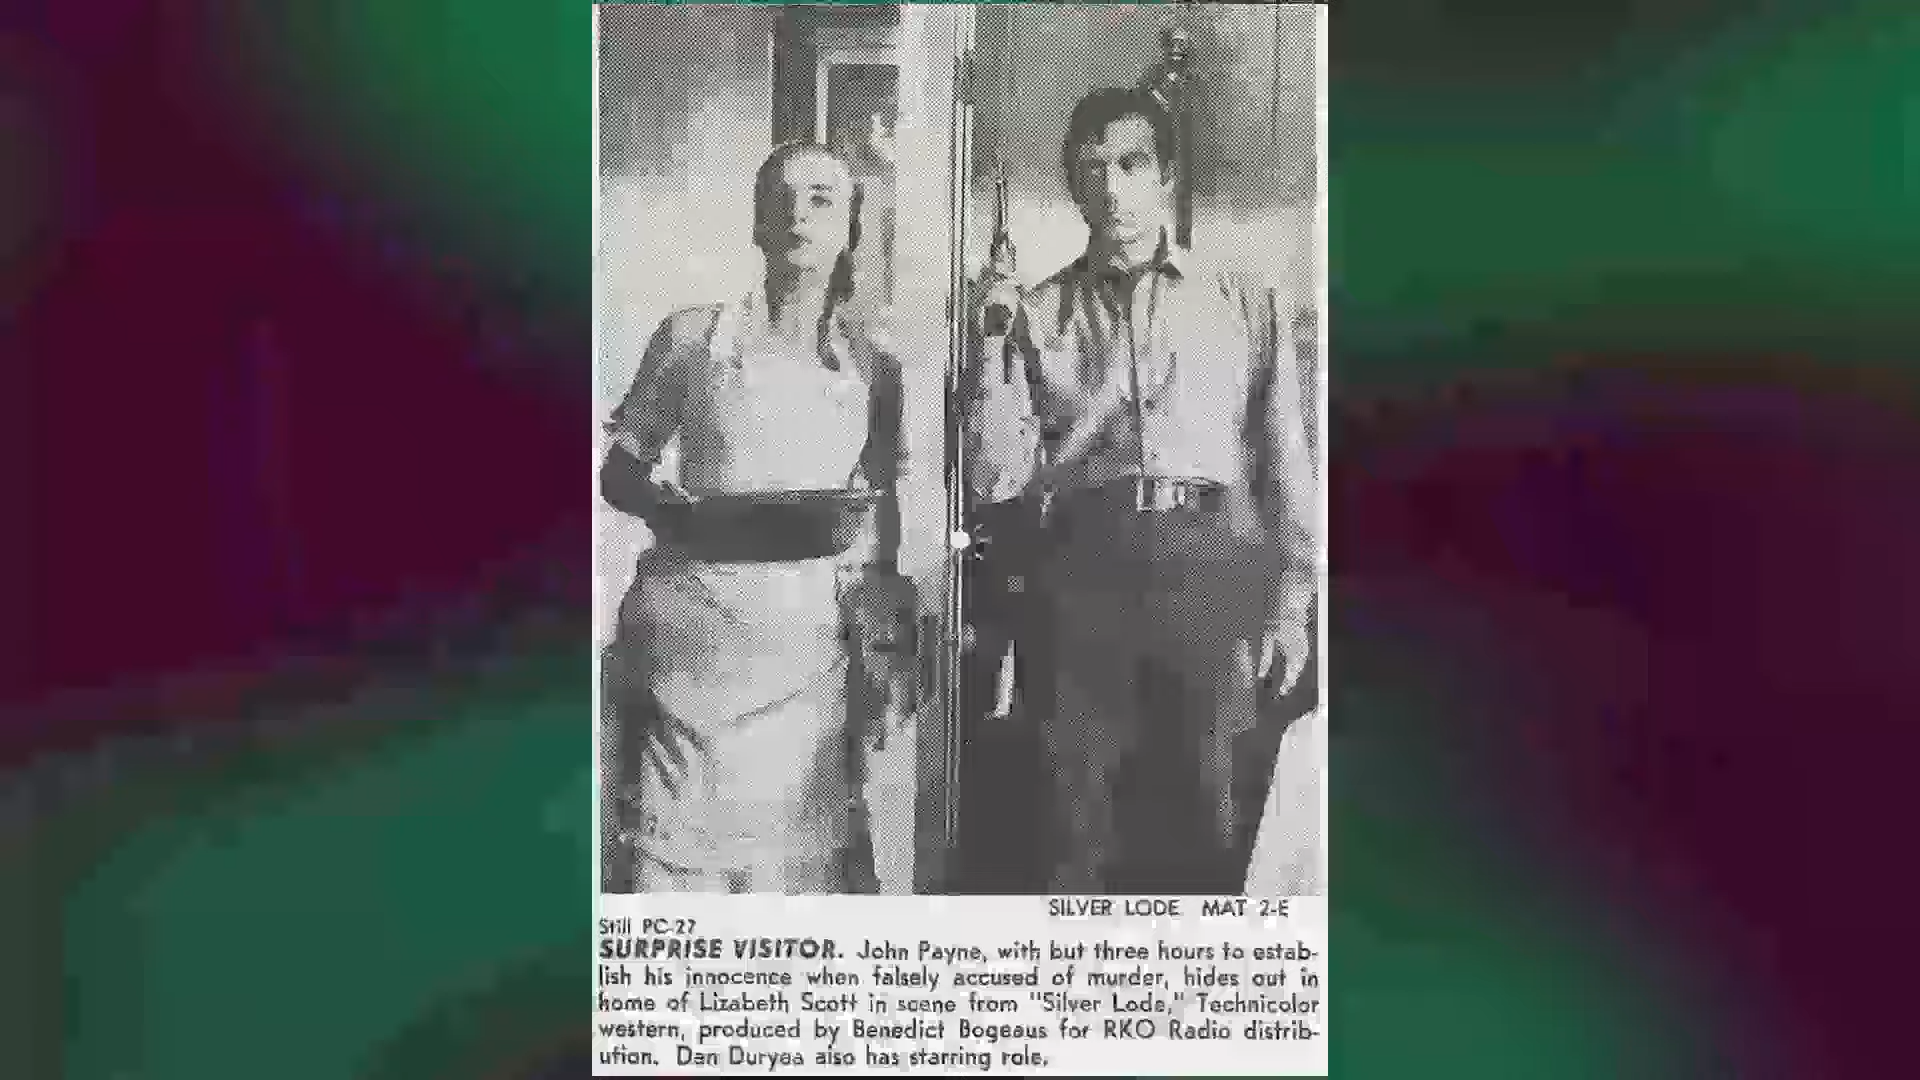 SILVER LODE MAT 2-E
Still PC-27
SURPRISE VISITOR. John Payne, with but three hours to estab-
lish his innocence when falsely accused of murder, hides out in
home of Lizabeth Scott in scene from "Silver Lode," Technicolor
western, produced by Benedict Bogeaus for RKO Radio distrib-
ution. Dan Duryea also has starring role.